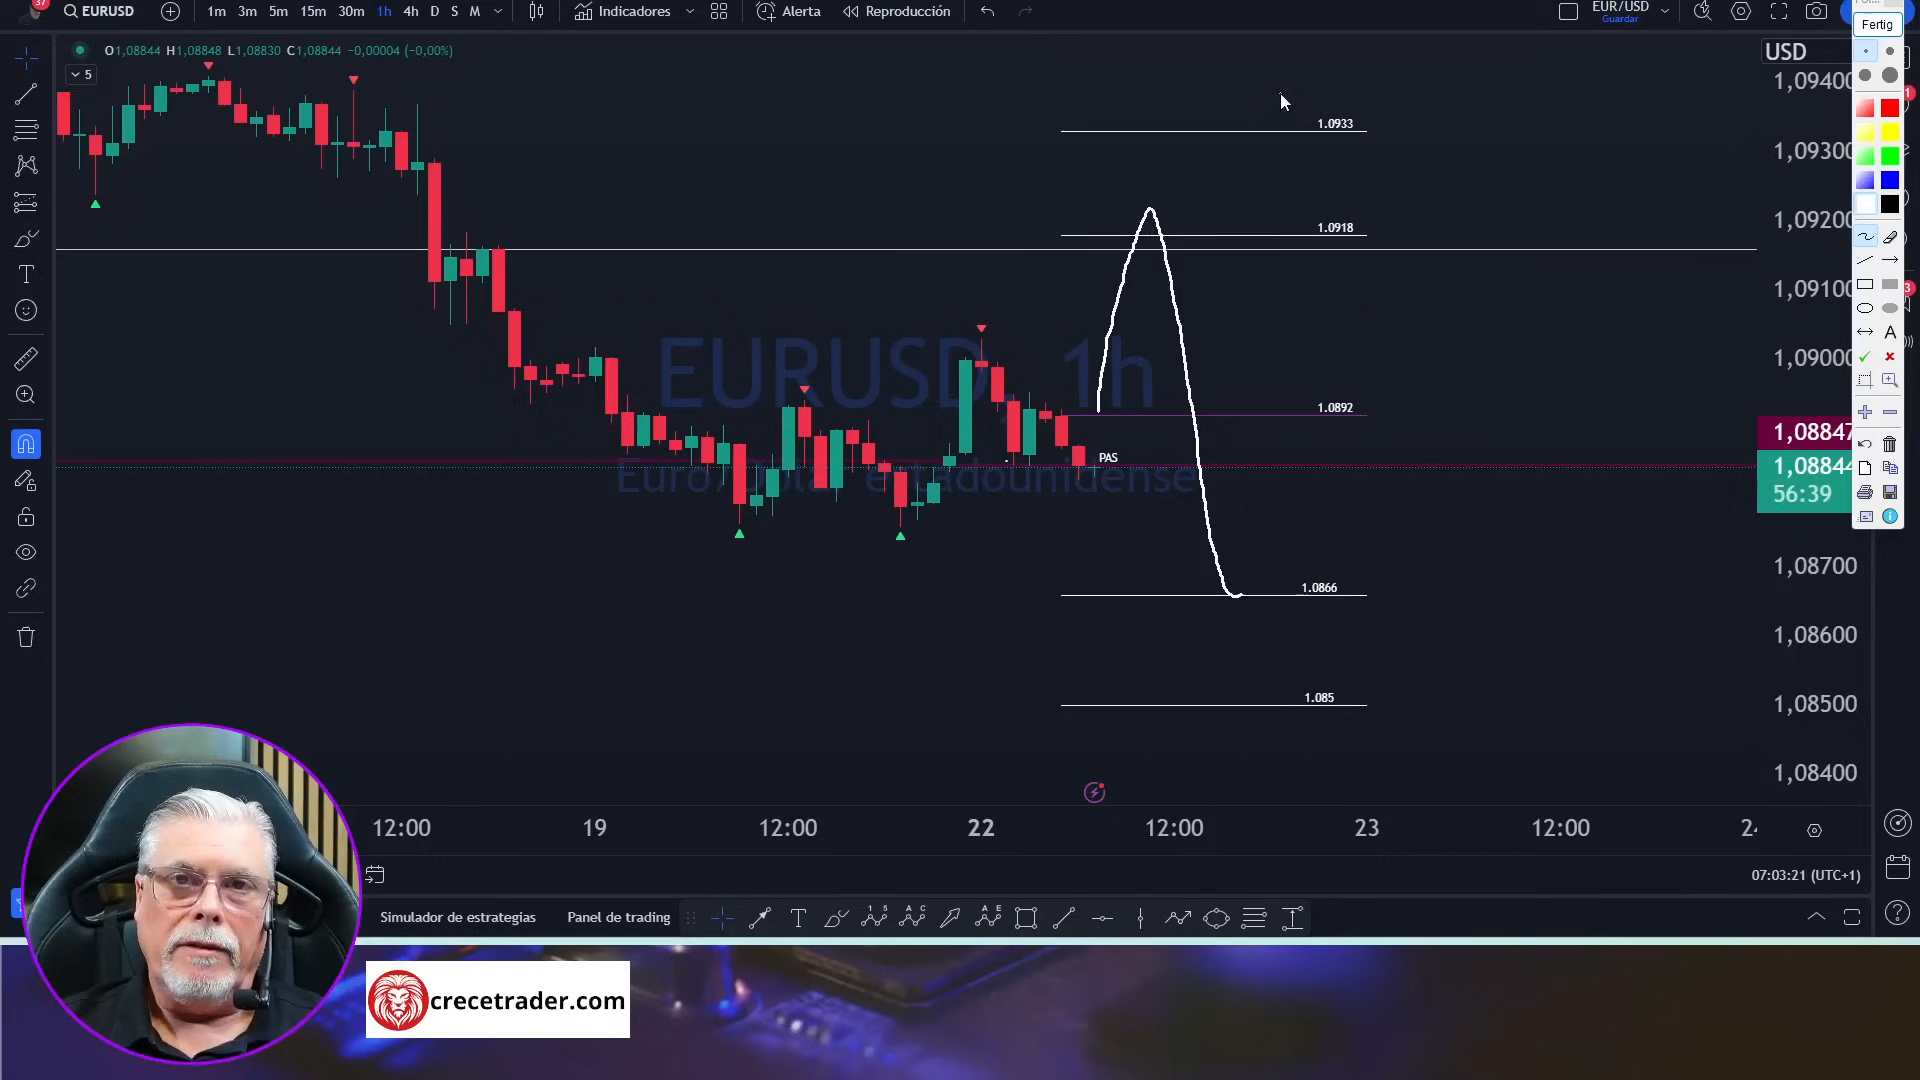 37
EURUSD
1m 3m 5m 15m 30m 1h 4h D S M
Indicadores
Alerta
Reproducción
EUR/USD
Guardar
Fertig
O1,08844 H1,08848 L1,08830 C1,08844 −0,00004 (−0,00%)
USD
5
1,09400
1.0933
1,09300
1.0918
1,09200
1,09100
EURUSD, 1h
1,09000
1.0892
1,08847
PAS
1,08844
Euro/Dólar estadounidense
56:39
1,08700
1.0866
1,08600
1.085
1,08500
1,08400
12:00 19 12:00 22 12:00 23 12:00
07:03:21 (UTC+1)
Simulador de estrategias
Panel de trading
crecetrader.com